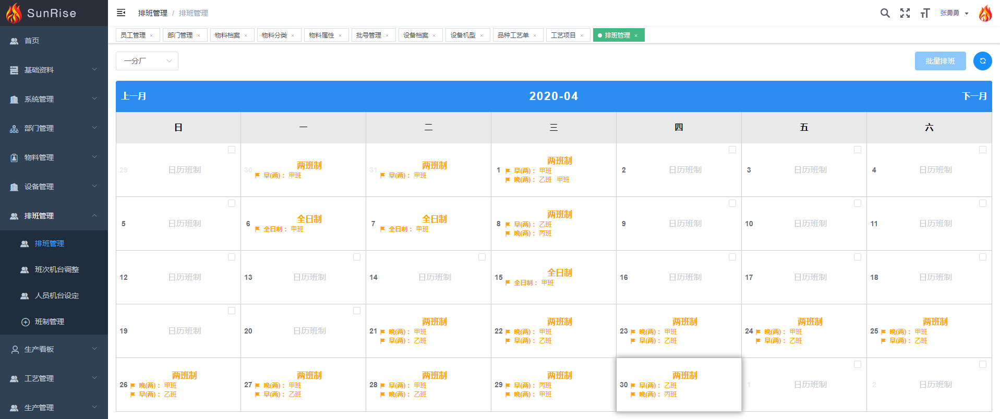 SunRise
排班管理 / 排班管理
张勇勇
员工管理 ×
部门管理 ×
物料档案 ×
物料分类 ×
物料属性 ×
批号管理 ×
设备档案 ×
设备机型 ×
品种工艺单 ×
工艺项目 ×
排班管理 ×
首页
基础资料
系统管理
部门管理
物料管理
设备管理
排班管理
排班管理
班次机台调整
人员机台设定
班制管理
生产看板
工艺管理
生产管理
一分厂
批量排班
上一月
2020-04
下一月
日 一 二 三 四 五 六
29 日历班制
30 两班制
早(两)： 甲班
31 两班制
早(两)： 甲班
1 两班制
早(两)： 甲班
晚(两)： 乙班 甲班
2 日历班制
3 日历班制
4 日历班制
5 日历班制
6 全日制
全日制： 甲班
7 全日制
全日制： 甲班
8 两班制
早(两)： 乙班
晚(两)： 丙班
9 日历班制
10 日历班制
11 日历班制
12 日历班制
13 日历班制
14 日历班制
15 全日制
全日制： 甲班
16 日历班制
17 日历班制
18 日历班制
19 日历班制
20 日历班制
21 两班制
晚(两)： 甲班
早(两)： 乙班
22 两班制
晚(两)： 甲班
早(两)： 乙班
23 两班制
晚(两)： 甲班
早(两)： 乙班
24 两班制
晚(两)： 甲班
早(两)： 乙班
25 两班制
晚(两)： 甲班
早(两)： 乙班
26 两班制
晚(两)： 甲班
早(两)： 乙班
27 两班制
晚(两)： 甲班
早(两)： 乙班
28 两班制
早(两)： 甲班
晚(两)： 乙班
29 两班制
早(两)： 丙班
晚(两)： 甲班
30 两班制
早(两)： 乙班
晚(两)： 丙班
1 日历班制
2 日历班制